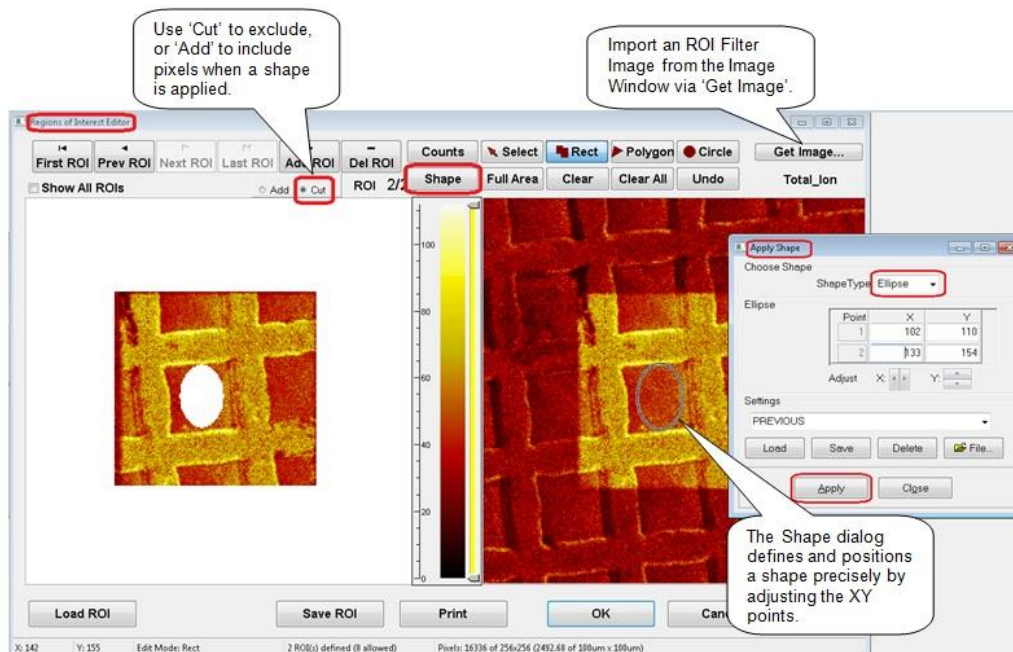 Use ‘Cut’ to exclude,
or ‘Add’ to include
pixels when a shape
is applied.
Import an ROI Filter
Image from the Image
Window via ‘Get Image’.
Regions of Interest Editor
First ROI Prev ROI Next ROI Last ROI Add ROI Del ROI
Counts Select Rect Polygon Circle Get Image...
Show All ROIs
Add Cut ROI 2/2
Shape Full Area Clear Clear All Undo Total_Ion
100
80
60
40
20
0
Apply Shape
Choose Shape
ShapeType Ellipse
Ellipse
Point X Y
1 102 110
2 133 154
Adjust X: Y:
Settings
PREVIOUS
Load Save Delete File...
Apply Close
The Shape dialog
defines and positions
a shape precisely by
adjusting the XY
points.
Load ROI Save ROI Print OK Canc
X: 142 Y: 155 Edit Mode: Rect 2 ROI(s) defined (8 allowed) Pixels: 16336 of 256x256 (2492.68 of 100um x 100um)